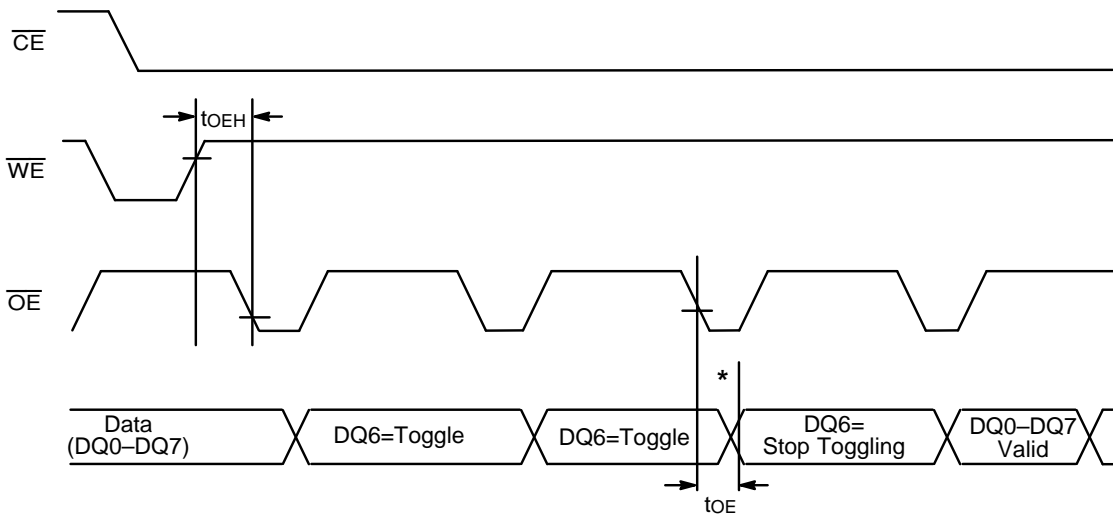 CE
tOEH
WE
OE
*
Data
(DQ0–DQ7)
DQ6=Toggle
DQ6=Toggle
DQ6=
Stop Toggling
DQ0–DQ7
Valid
tOE